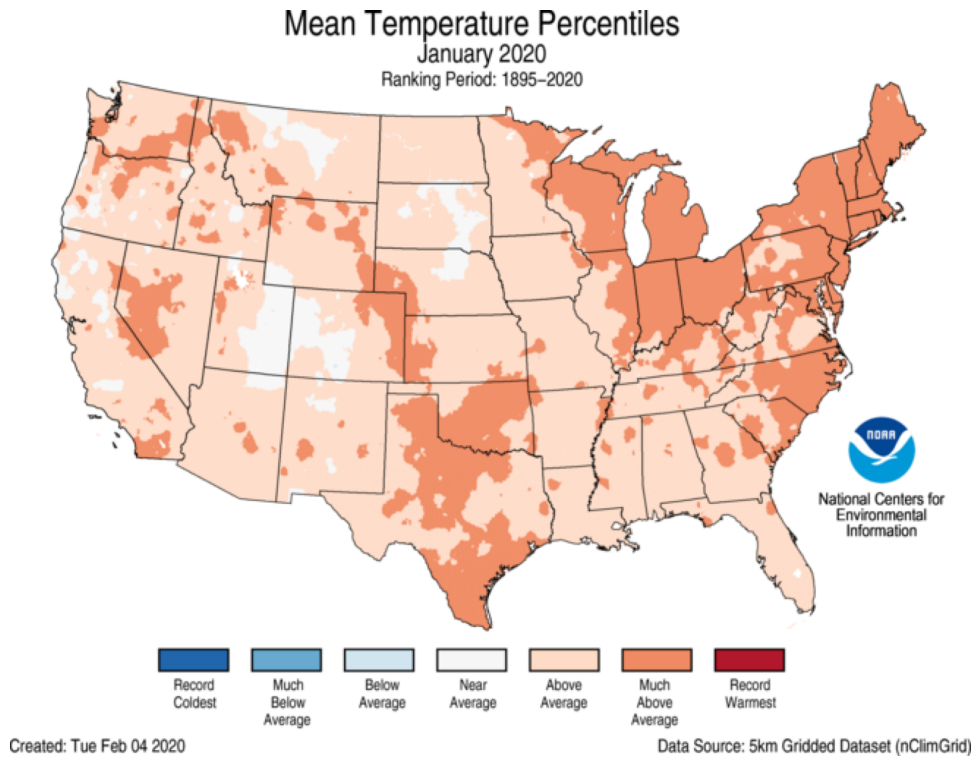 Mean Temperature Percentiles
January 2020
Ranking Period: 1895–2020
NOAA
National Centers for
Environmental
Information
Record
Coldest
Much
Below
Average
Below
Average
Near
Average
Above
Average
Much
Above
Average
Record
Warmest
Created: Tue Feb 04 2020
Data Source: 5km Gridded Dataset (nClimGrid)